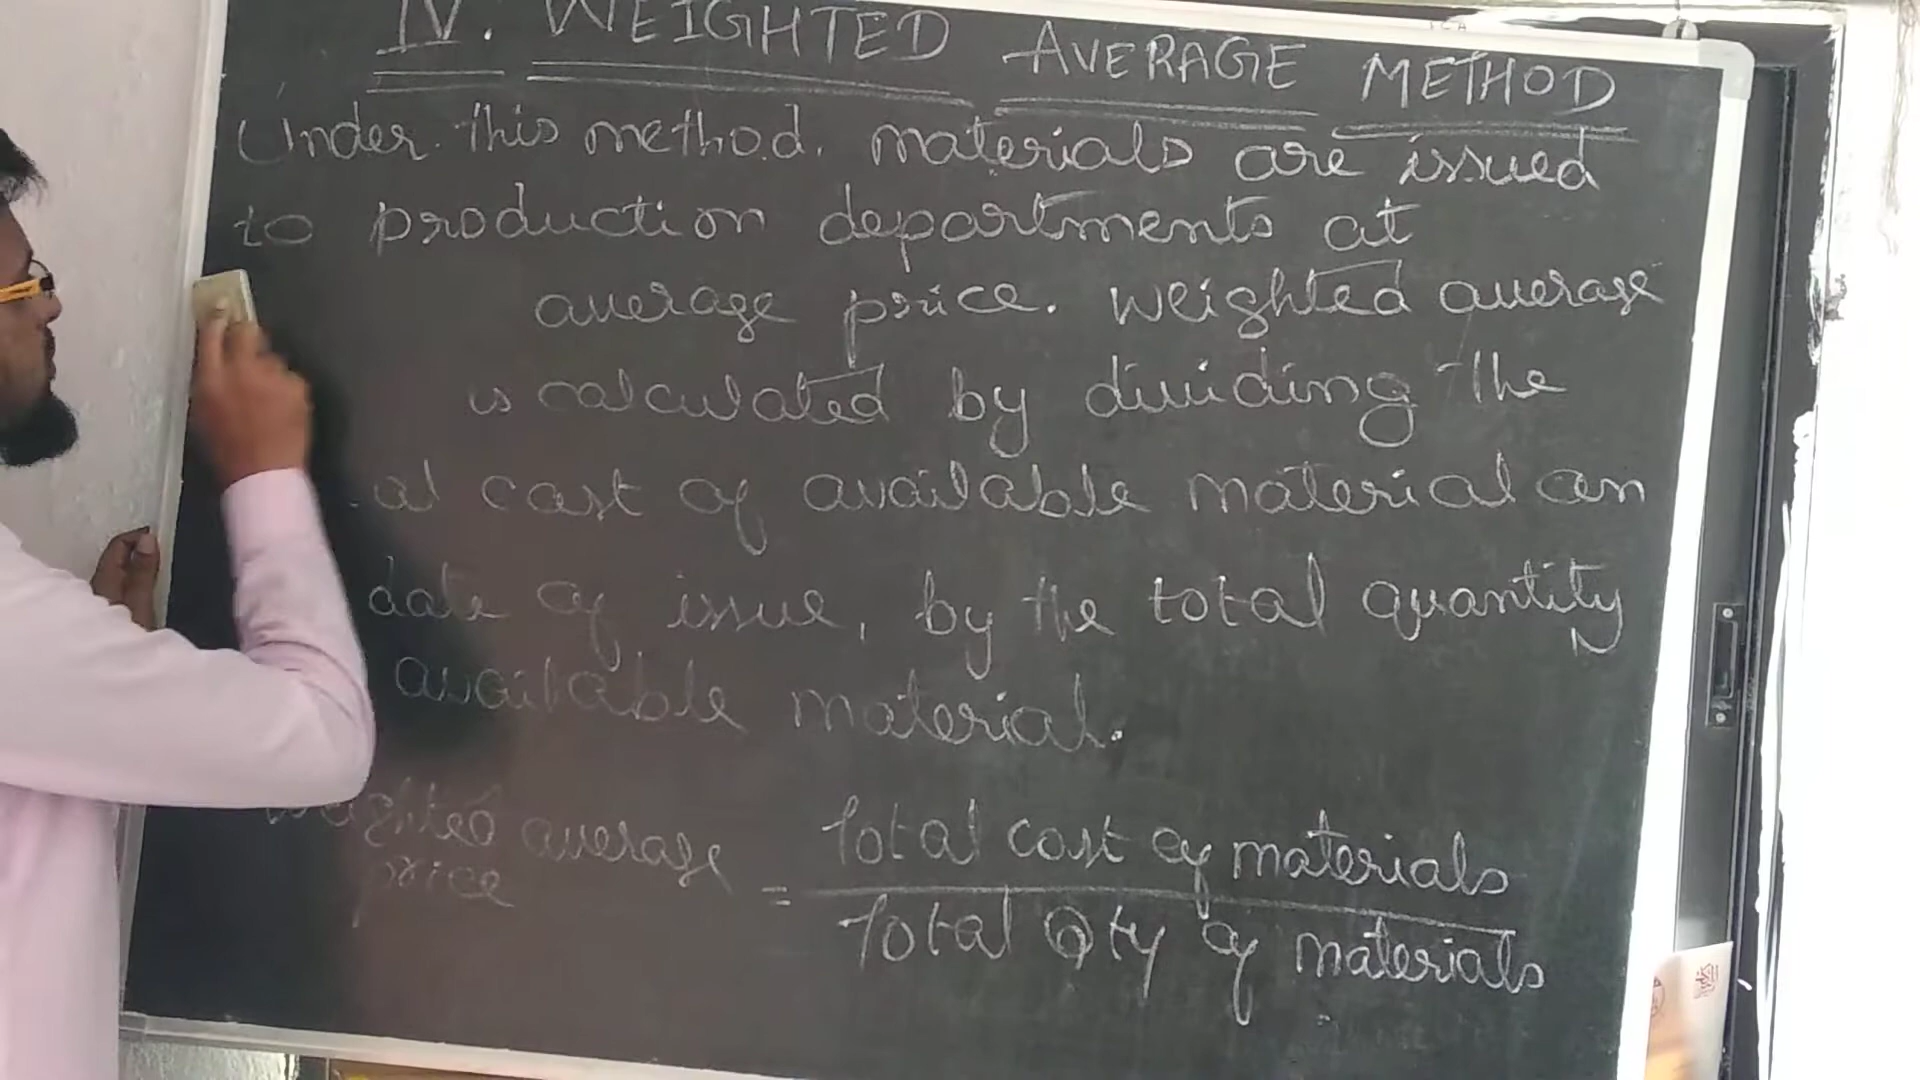 IV. WEIGHTED AVERAGE METHOD
Under this method, materials are issued
to production departments at
average price. Weighted average
is calculated by dividing the
al cost of available material on
date of issue, by the total quantity
available material.
Weighted average price = Total cost of materials
Total Qty of materials